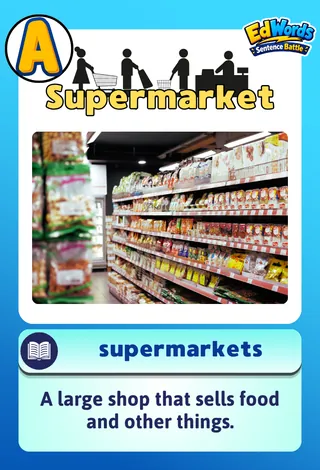 A
EdWords
Sentence Battle
Supermarket
supermarkets
A large shop that sells food
and other things.